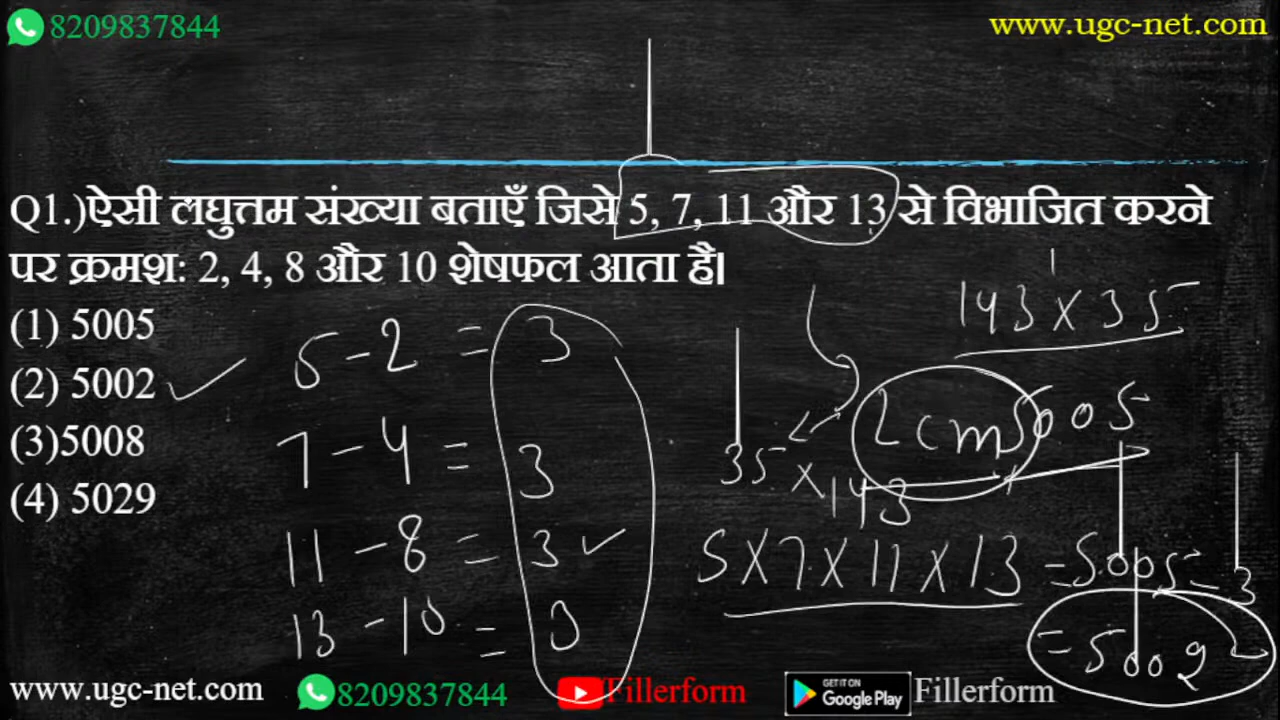 8209837844
www.ugc-net.com
Q1.)ऐसी लघुत्तम संख्या बताएँ जिसे 5, 7, 11 और 13 से विभाजित करने
पर क्रमश: 2, 4, 8 और 10 शेषफल आता है।
(1) 5005
(2) 5002
(3)5008
(4) 5029
5 - 2 = 3
7 - 4 = 3
11 - 8 = 3
13 - 10 = 3
143 x 35
Lcm 5005
35 x 143
5 x 7 x 11 x 13 = 5005 - 3
= 5002
www.ugc-net.com
8209837844
Fillerform
GET IT ON
Google Play
Fillerform